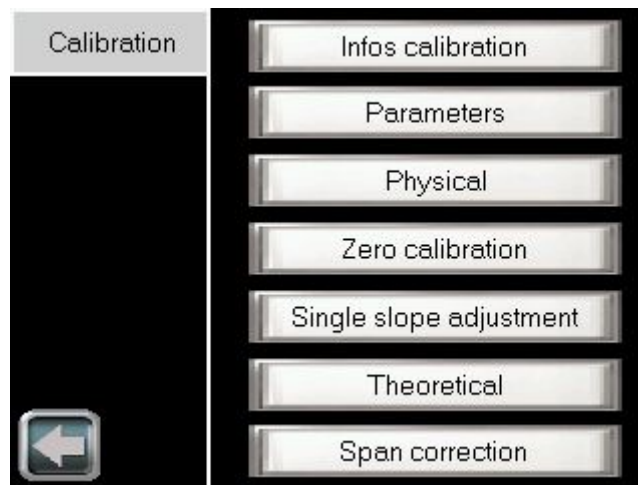 Calibration
Infos calibration
Parameters
Physical
Zero calibration
Single slope adjustment
Theoretical
Span correction